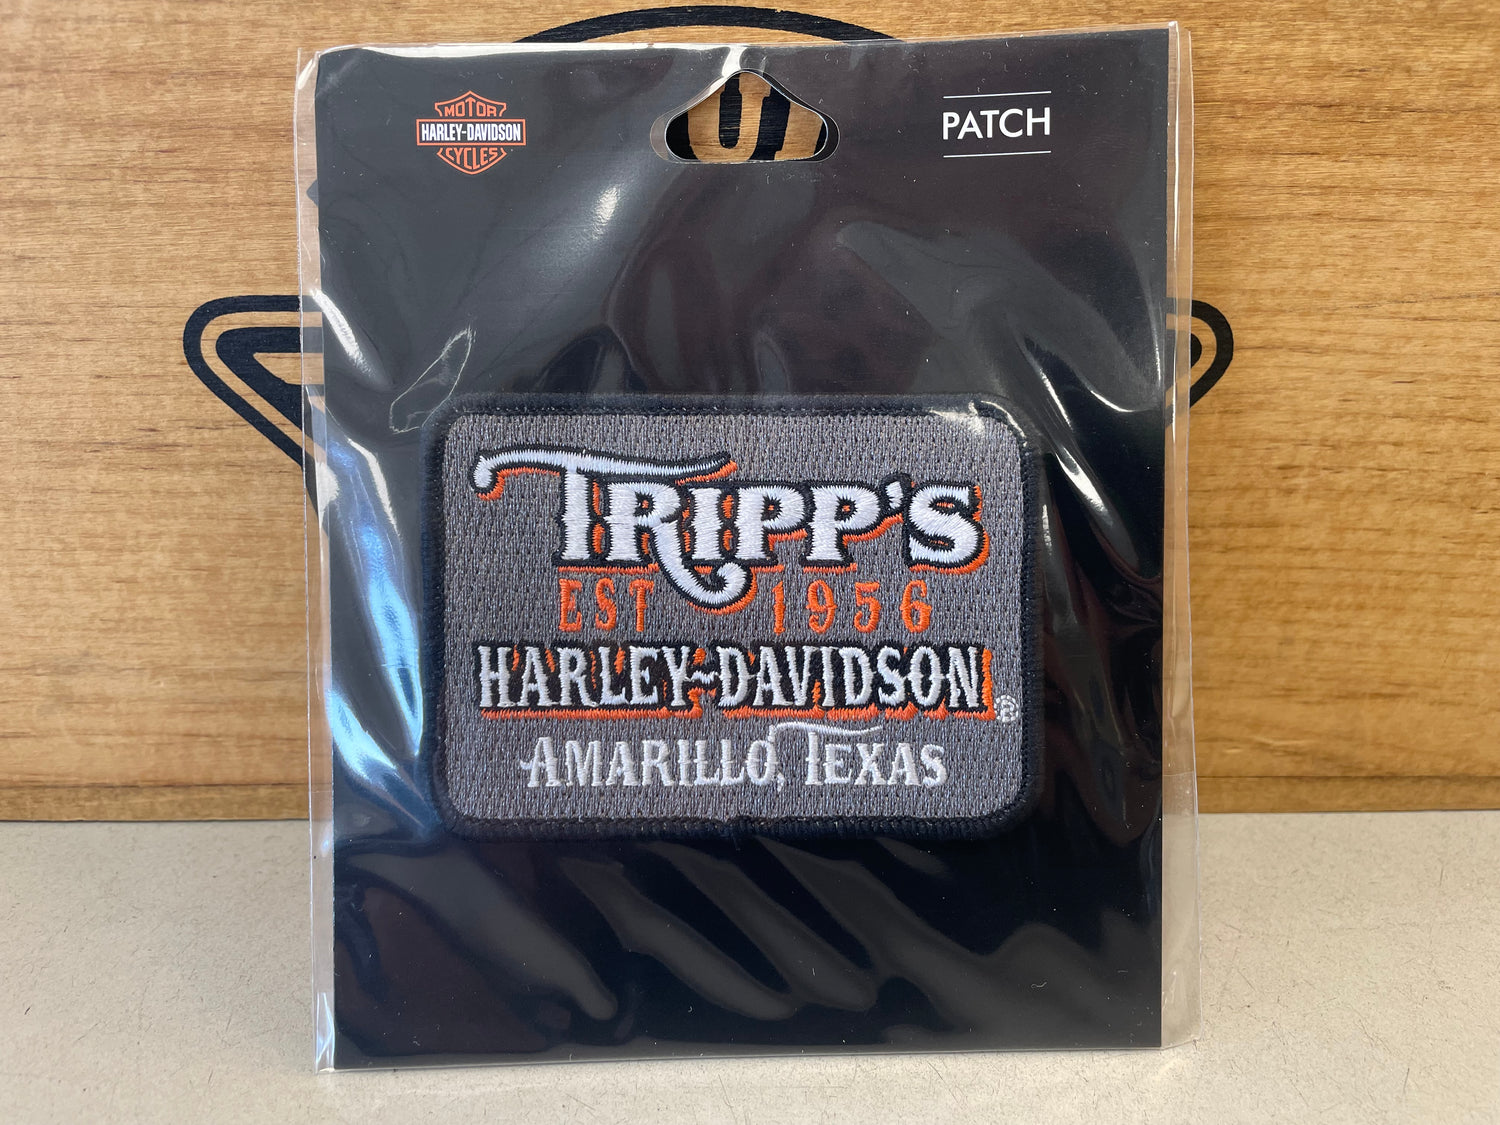 MOTOR
HARLEY-DAVIDSON
CYCLES
PATCH
TRIPP'S
EST 1956
HARLEY-DAVIDSON®
AMARILLO, TEXAS